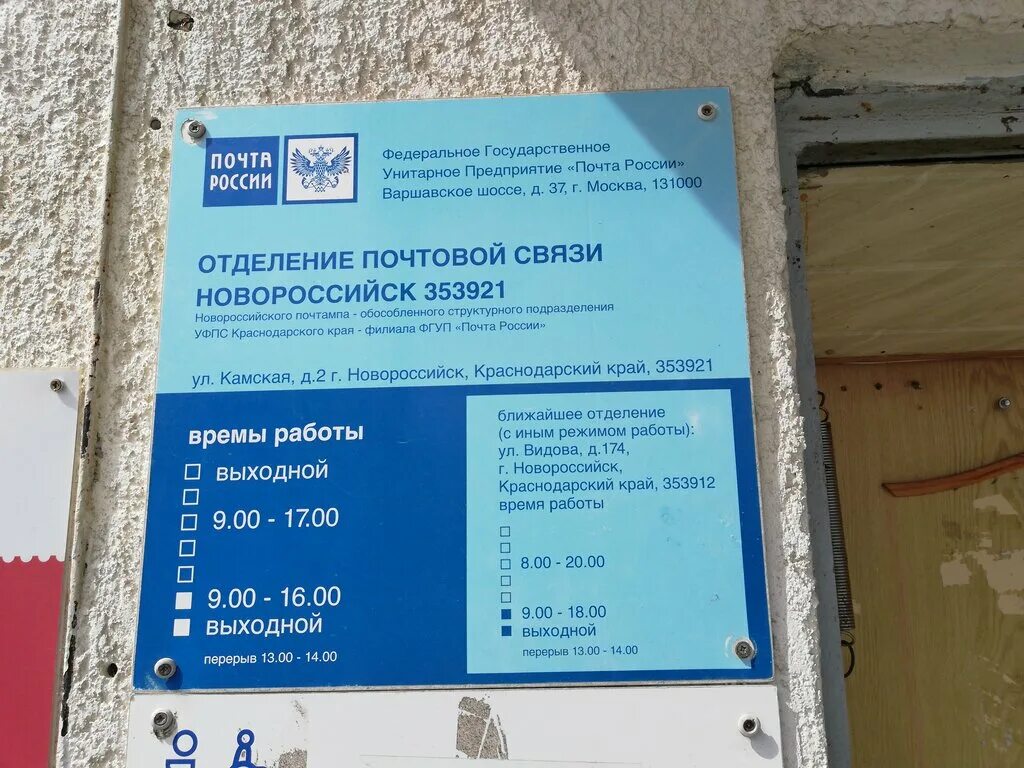 ПОЧТА
РОССИИ
Федеральное Государственное
Унитарное Предприятие «Почта России»
Варшавское шоссе, д. 37, г. Москва, 131000
ОТДЕЛЕНИЕ ПОЧТОВОЙ СВЯЗИ
НОВОРОССИЙСК 353921
Новороссийского почтампа - обособленного структурного подразделения
УФПС Краснодарского края - филиала ФГУП «Почта России»
ул. Камская, д.2 г. Новороссийск, Краснодарский край, 353921
времы работы
выходной
9.00 - 17.00
9.00 - 16.00
выходной
перерыв 13.00 - 14.00
ближайшее отделение
(с иным режимом работы):
ул. Видова, д.174,
г. Новороссийск,
Краснодарский край, 353912
время работы
8.00 - 20.00
9.00 - 18.00
выходной
перерыв 13.00 - 14.00